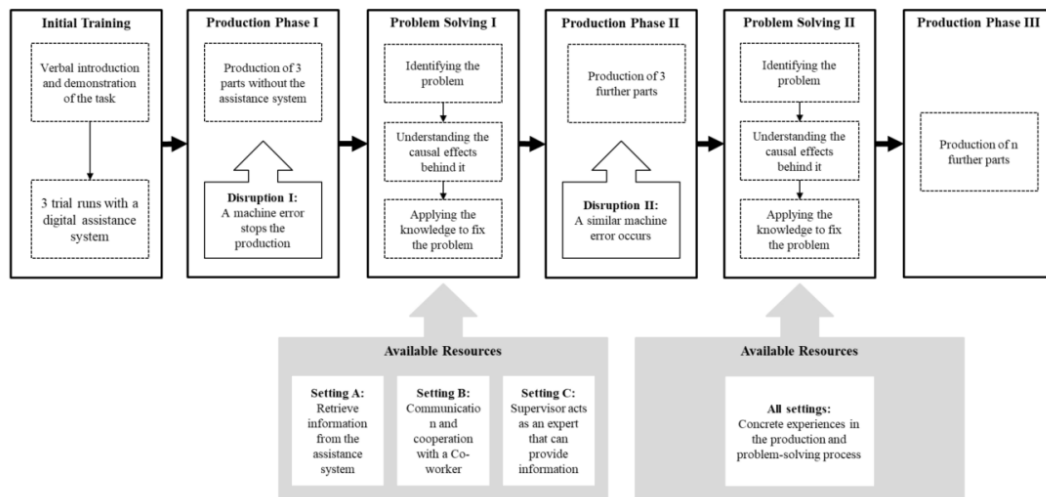 Initial Training
Verbal introduction
and demonstration
of the task
3 trial runs with a
digital assistance
system
Production Phase I
Production of 3
parts without the
assistance system
Disruption I:
A machine error
stops the
production
Problem Solving I
Identifying the
problem
Understanding the
causal effects
behind it
Applying the
knowledge to fix
the problem
Production Phase II
Production of 3
further parts
Disruption II:
A similar machine
error occurs
Problem Solving II
Identifying the
problem
Understanding the
causal effects
behind it
Applying the
knowledge to fix
the problem
Production Phase III
Production of n
further parts
Available Resources
Setting A:
Retrieve
information
from the
assistance
system
Setting B:
Communicatio
n and
cooperation
with a Co-
worker
Setting C:
Supervisor acts
as an expert that
can provide
information
Available Resources
All settings:
Concrete experiences in
the production and
problem-solving process